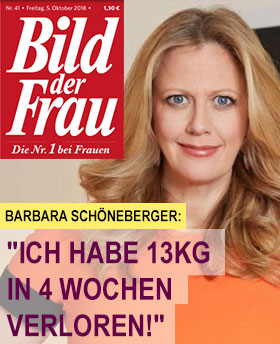 Nr. 41 • Freitag, 5. Oktober 2018 • 1,30 €
Bild
der
Frau
Die Nr. 1 bei Frauen
BARBARA SCHÖNEBERGER:
"ICH HABE 13KG
IN 4 WOCHEN
VERLOREN!"